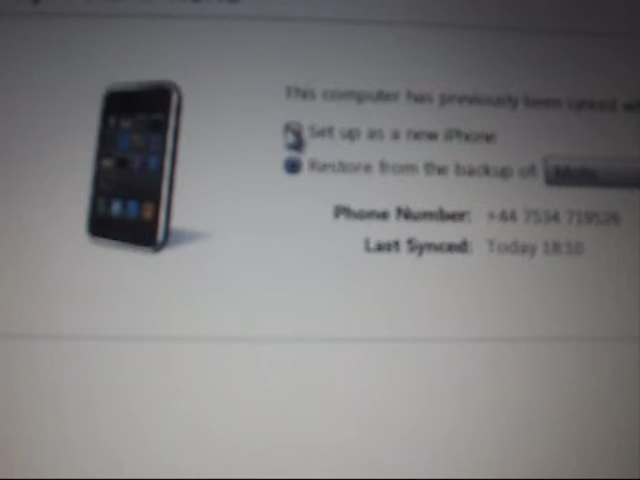 This computer has previously been synced
Set up as a new iPhone
Restore from the backup of:
Phone Number: +44 7534 719526
Last Synced: Today 18:10